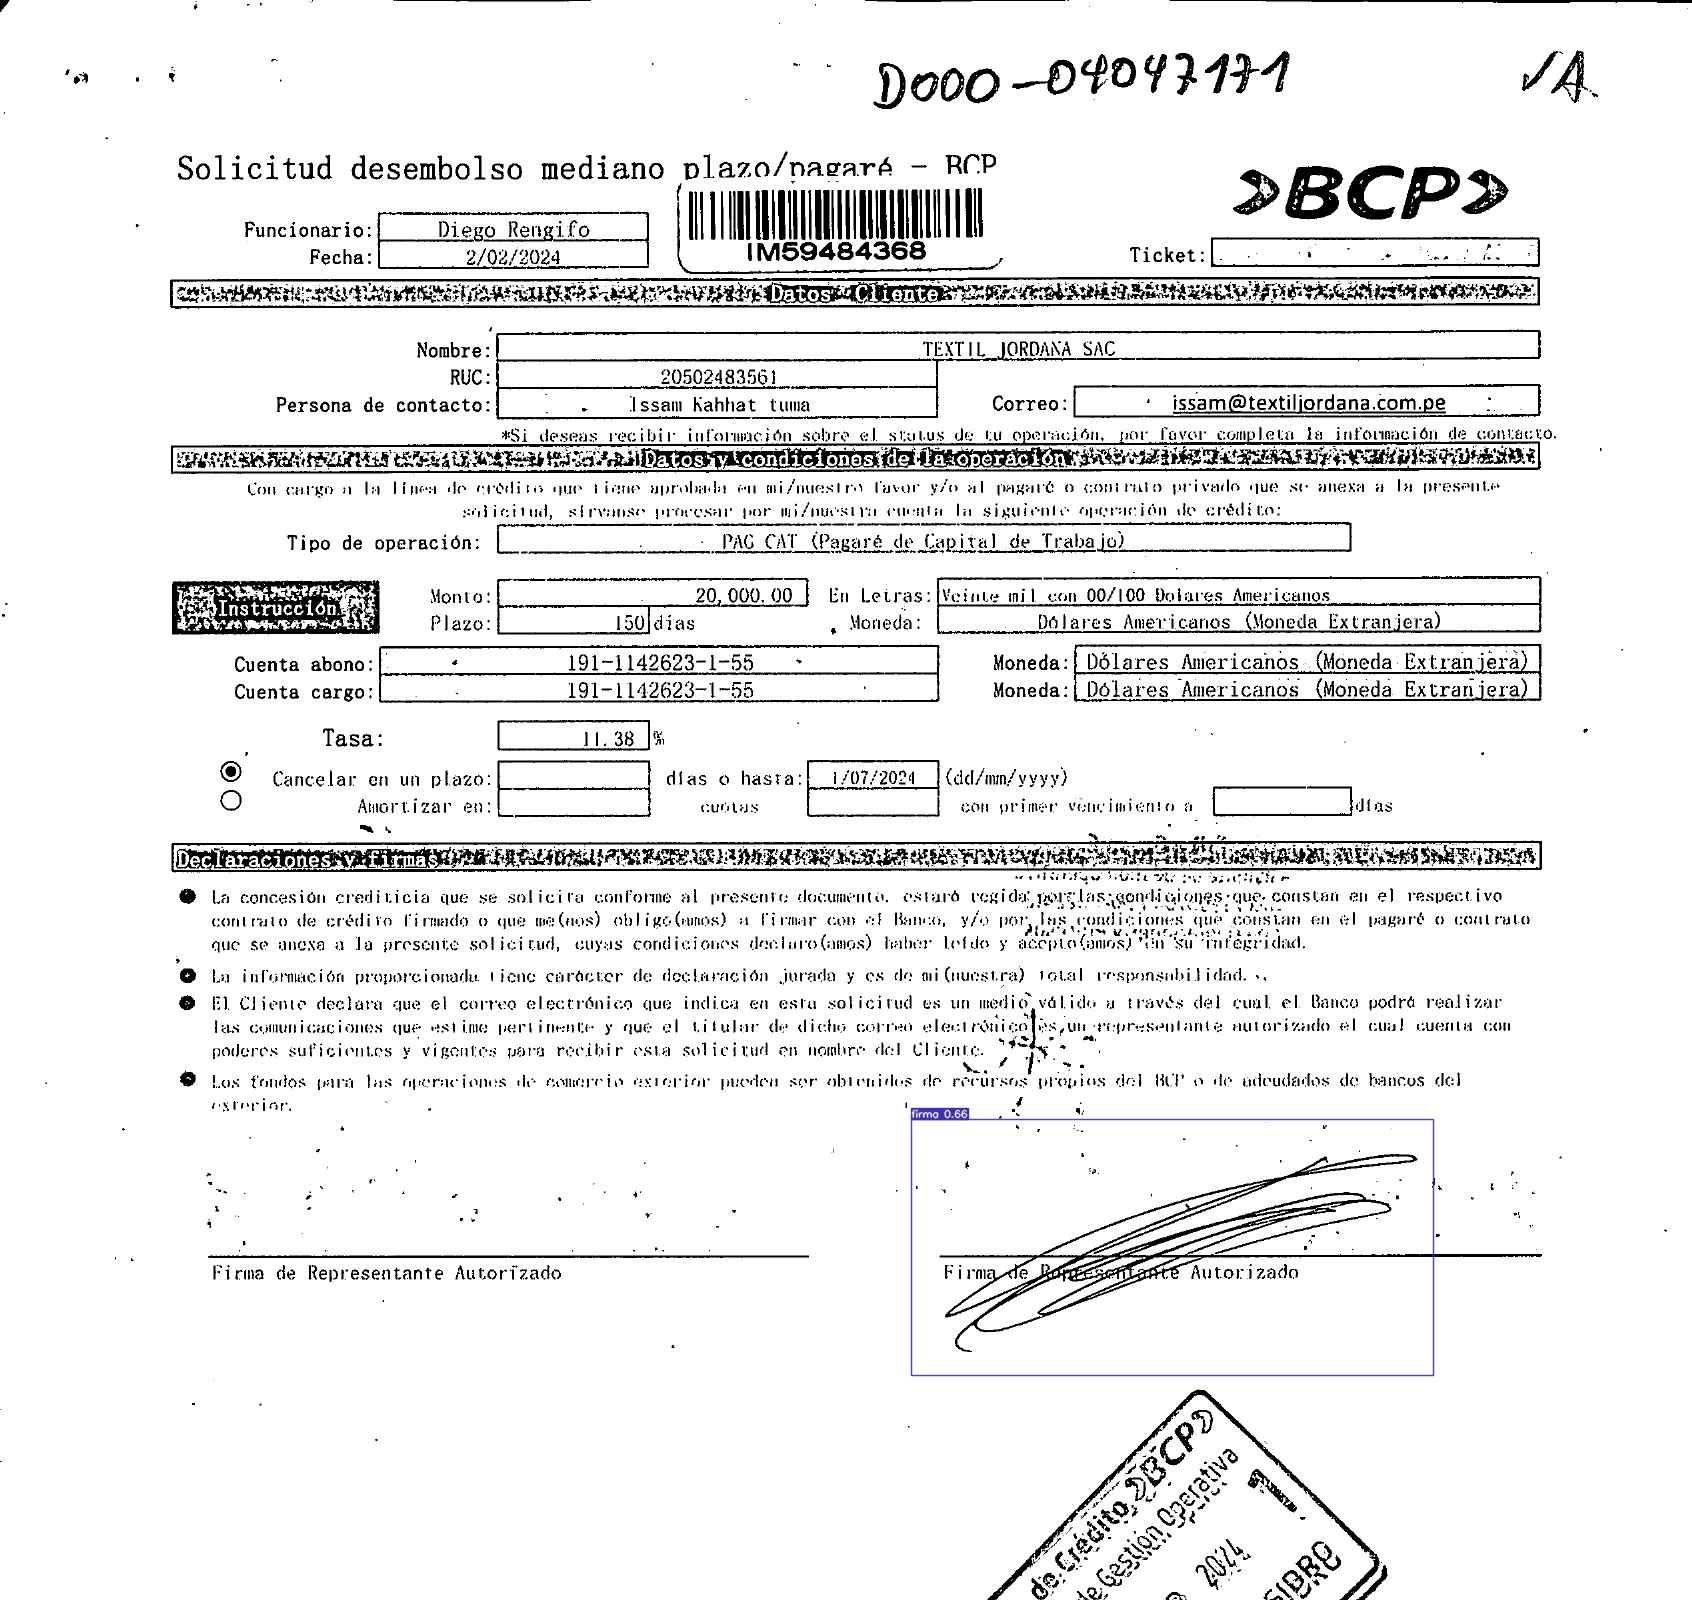 D000-04047171 √A.
Solicitud desembolso mediano plazo/pagaré - BCP
»BCP»
Funcionario: Diego Rengifo
IM59484368
Fecha: 2/02/2024
Ticket:
Datos Cliente
Nombre: TEXTIL JORDANA SAC
RUC: 20502483561
Persona de contacto: Issam Kahhat tuma Correo: issam@textiljordana.com.pe
*Si deseas recibir información sobre el status de tu operación, por favor completa la información de contacto.
Datos y condiciones de la operación
Con cargo a la línea de crédito que tiene aprobada en mi/nuestro favor y/o al pagaré o contrato privado que se anexa a la presente
solicitud, sírvanse procesar por mi/nuestra cuenta la siguiente operación de crédito:
Tipo de operación: PAG CAT (Pagaré de Capital de Trabajo)
Instrucción
Monto: 20,000.00 En Letras: Veinte mil con 00/100 Dolares Americanos
Plazo: 150 días Moneda: Dólares Americanos (Moneda Extranjera)
Cuenta abono: 191-1142623-1-55 Moneda: Dólares Americanos (Moneda Extranjera)
Cuenta cargo: 191-1142623-1-55 Moneda: Dólares Americanos (Moneda Extranjera)
Tasa: 11.38 %
Cancelar en un plazo: días o hasta: 1/07/2024 (dd/mm/yyyy)
Amortizar en: cuotas con primer vencimiento a días
Declaraciones y firmas
La concesión crediticia que se solicita conforme al presente documento, estará regida por las condiciones que constan en el respectivo
contrato de crédito firmado o que me(nos) obligo(amos) a firmar con el Banco, y/o por las condiciones que constan en el pagaré o contrato
que se anexa a la presente solicitud, cuyas condiciones declaro(amos) haber leído y acepto(amos) en su integridad.
La información proporcionada tiene carácter de declaración jurada y es de mi(nuestra) total responsabilidad.
El Cliente declara que el correo electrónico que indica en esta solicitud es un medio válido a través del cual el Banco podrá realizar
las comunicaciones que estime pertinente y que el titular de dicho correo electrónico es un representante autorizado el cual cuenta con
poderes suficientes y vigentes para recibir esta solicitud en nombre del Cliente.
Los fondos para las operaciones de comercio exterior pueden ser obtenidos de recursos propios del BCP o de adeudados de bancos del
exterior.
firma 0.66
Firma de Representante Autorizado
Firma de Representante Autorizado
de Crédito »BCP»
de Gestión Operativa
2024
1